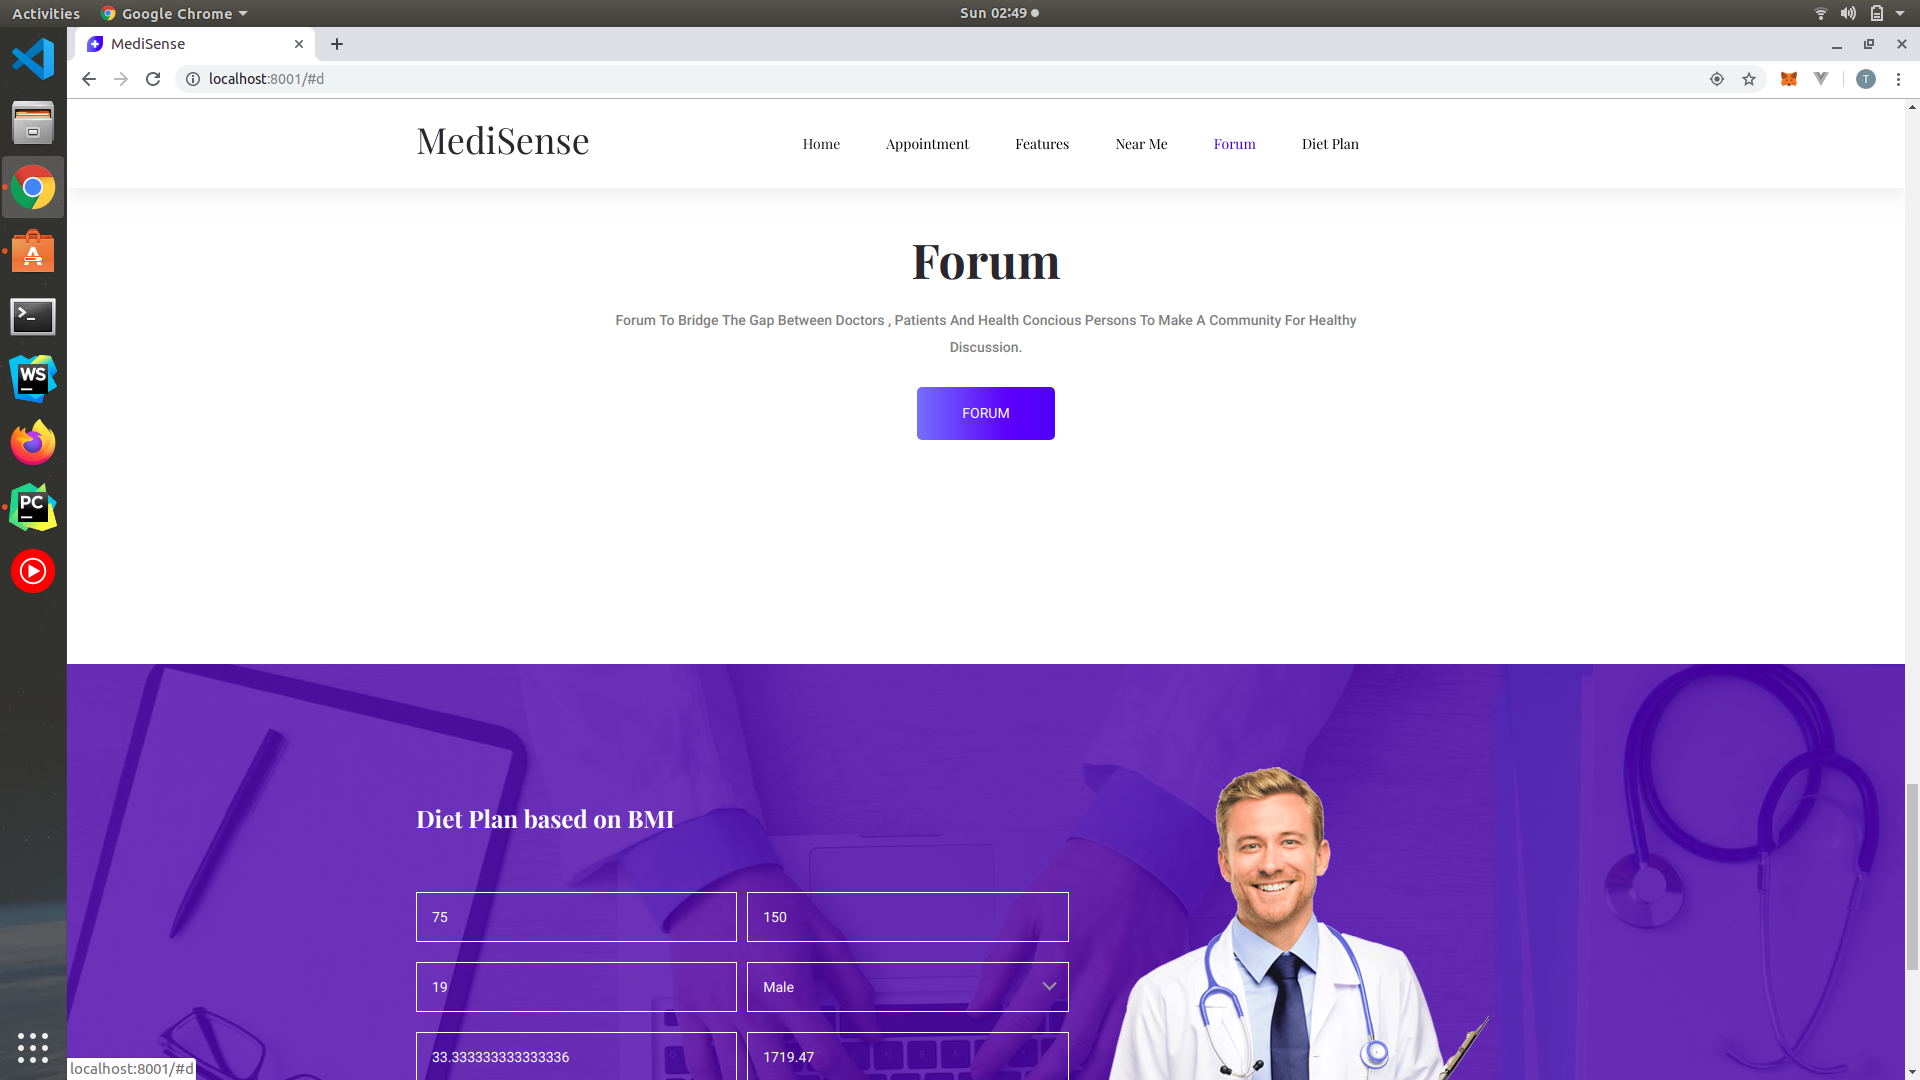 Activities
Google Chrome
Sun 02:49
MediSense
localhost:8001/#d
T
MediSense
Home
Appointment
Features
Near Me
Forum
Diet Plan
WS
PC
Forum
Forum To Bridge The Gap Between Doctors , Patients And Health Concious Persons To Make A Community For Healthy
Discussion.
FORUM
Diet Plan based on BMI
75
150
19
Male
33.333333333333336
1719.47
localhost:8001/#d